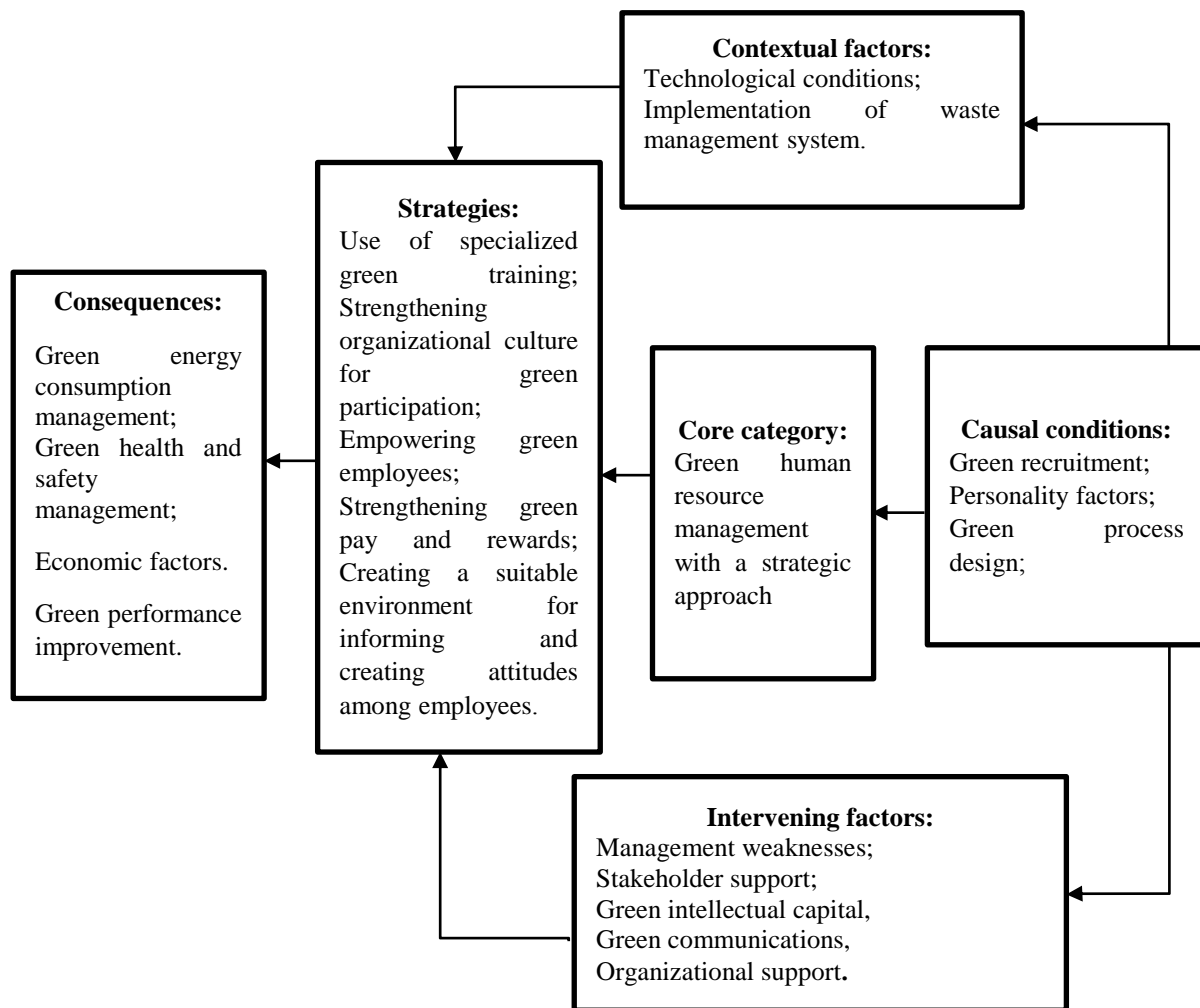 Contextual factors:
Technological conditions;
Implementation of waste
management system.
Strategies:
Use of specialized
green training;
Strengthening
organizational culture
for green
participation;
Empowering green
employees;
Strengthening green
pay and rewards;
Creating a suitable
environment for
informing and
creating attitudes
among employees.
Consequences:
Green energy
consumption
management;
Green health and
safety
management;
Economic factors.
Green performance
improvement.
Core category:
Green human
resource
management
with a strategic
approach
Causal conditions:
Green recruitment;
Personality factors;
Green process
design;
Intervening factors:
Management weaknesses;
Stakeholder support;
Green intellectual capital,
Green communications,
Organizational support.